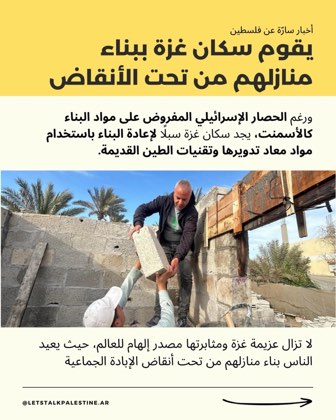 أخبار سارّة عن فلسطين
يقوم سكان غزة ببناء
منازلهم من تحت الأنقاض
ورغم الحصار الإسرائيلي المفروض على مواد البناء
كالأسمنت، يجد سكان غزة سبلًا لإعادة البناء باستخدام
مواد معاد تدويرها وتقنيات الطين القديمة.
لا تزال عزيمة غزة ومثابرتها مصدر إلهام للعالم، حيث يعيد
الناس بناء منازلهم من تحت أنقاض الإبادة الجماعية
@LETSTALKPALESTINE.AR